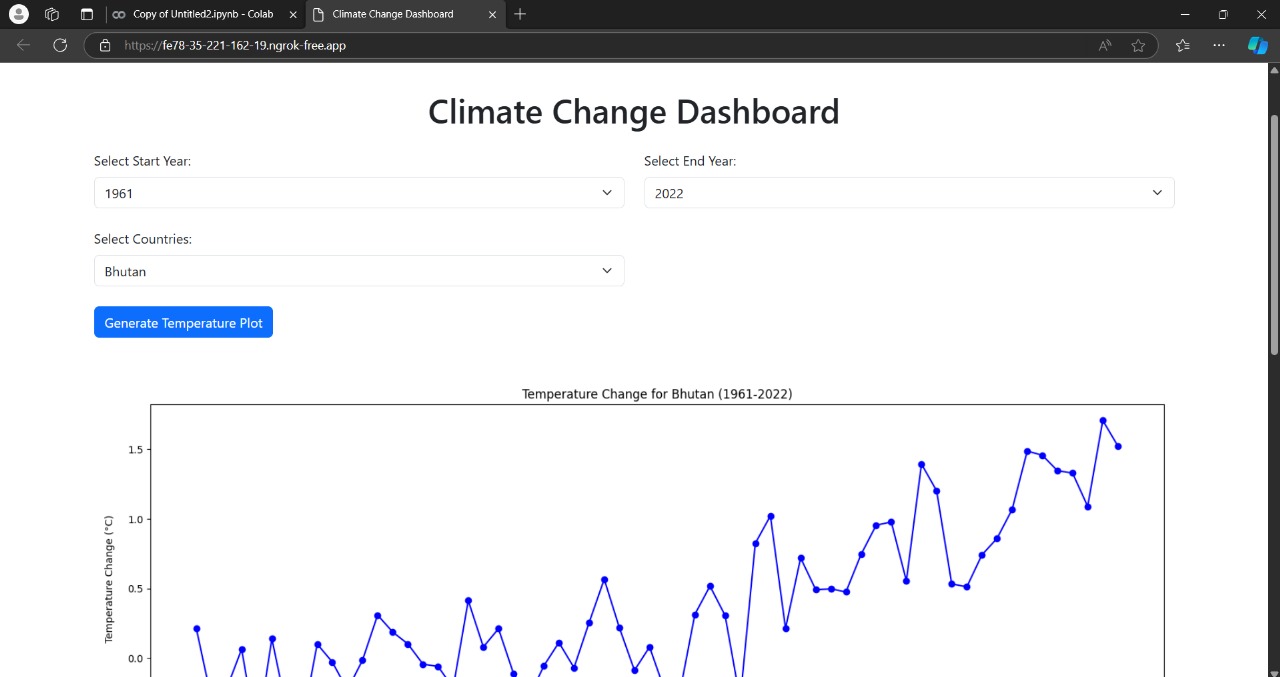 Copy of Untitled2.ipynb - Colab
Climate Change Dashboard
https://fe78-35-221-162-19.ngrok-free.app
Climate Change Dashboard
Select Start Year:
Select End Year:
1961
2022
Select Countries:
Bhutan
Generate Temperature Plot
Temperature Change for Bhutan (1961-2022)
1.5
1.0
0.5
0.0
Temperature Change (°C)